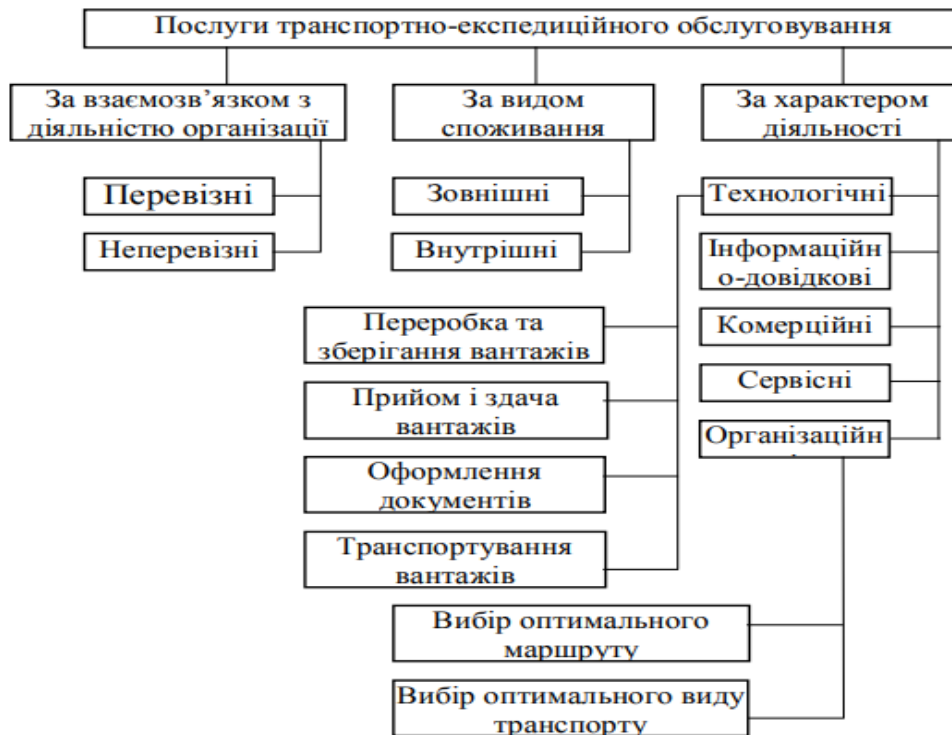 Послуги транспортно-експедиційного обслуговування
За взаємозв’язком з
діяльністю організації
За видом
споживання
За характером
діяльності
Перевізні
Неперевізні
Зовнішні
Внутрішні
Технологічні
Інформаційн
о-довідкові
Комерційні
Сервісні
Організаційн
Переробка та
зберігання вантажів
Прийом і здача
вантажів
Оформлення
документів
Транспортування
вантажів
Вибір оптимального
маршруту
Вибір оптимального виду
транспорту